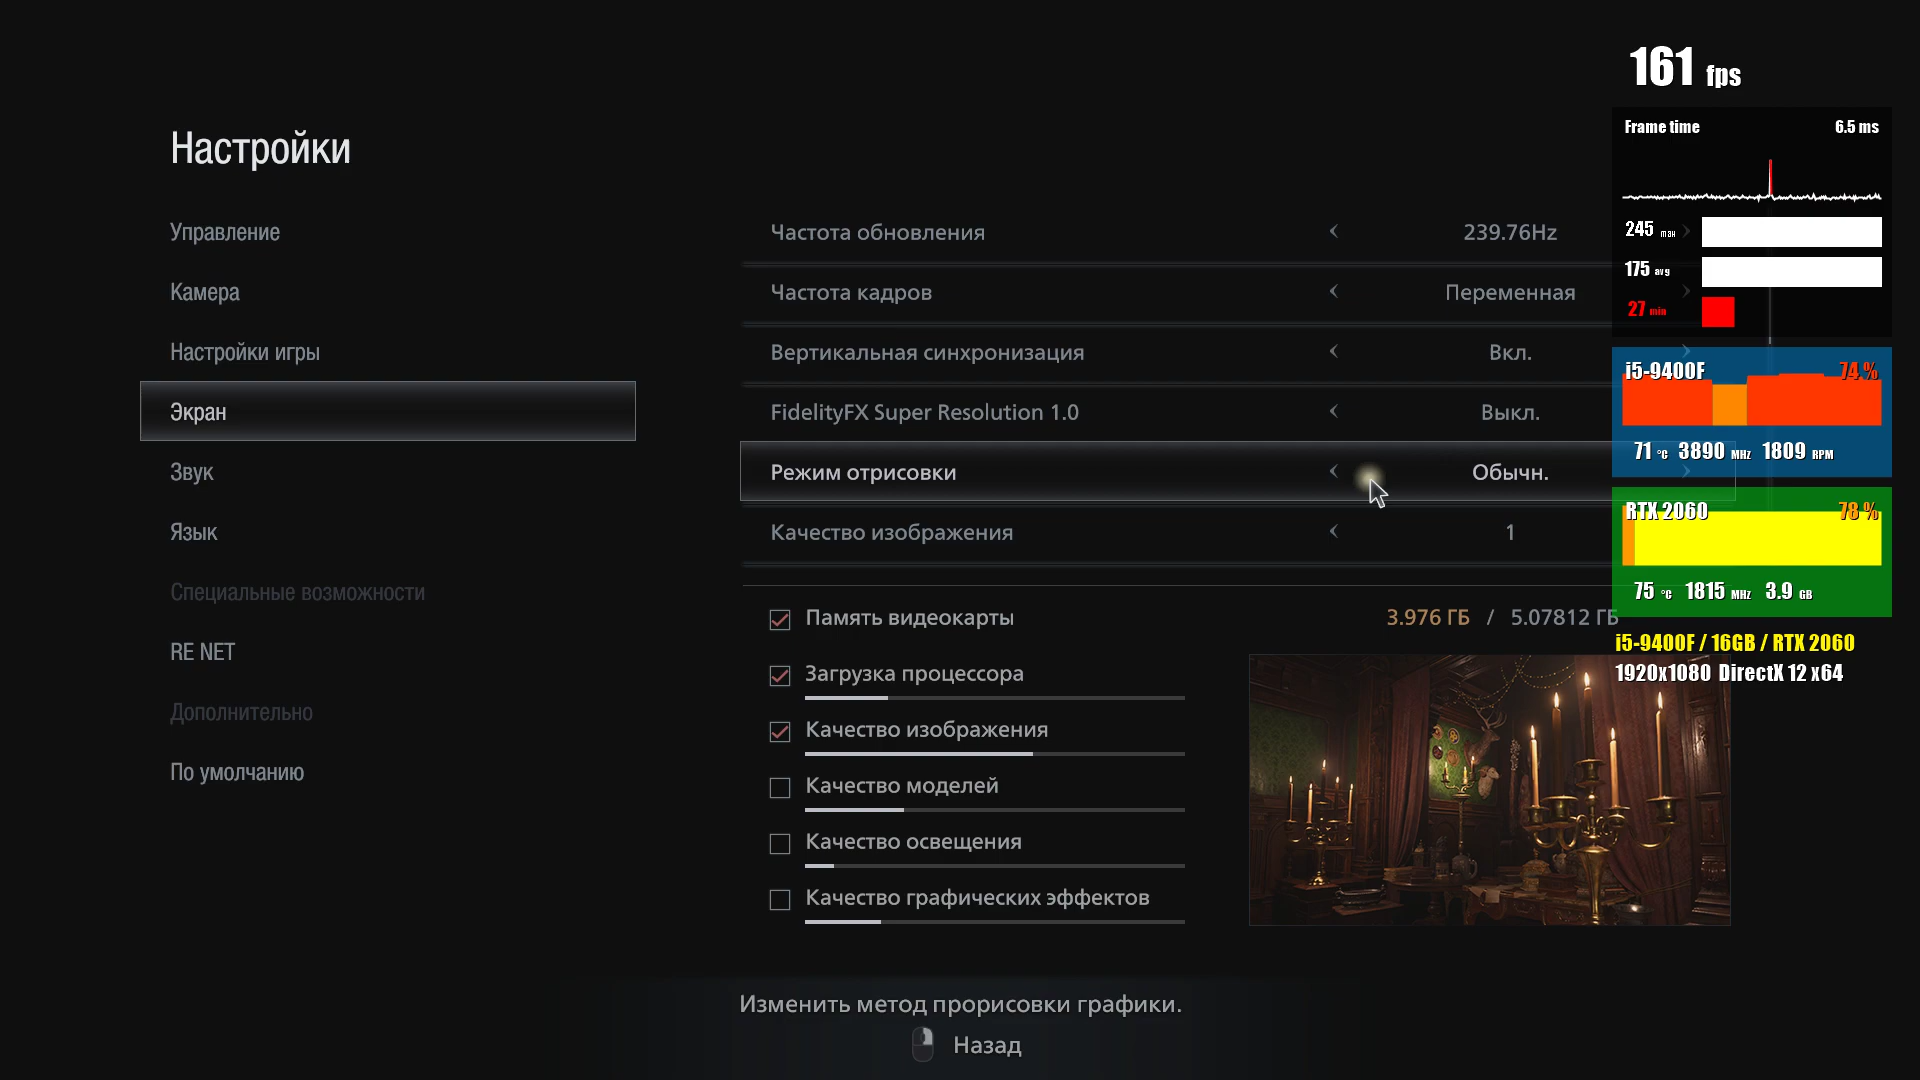 161 fps
Frame time 6.5 ms
245 max
175 avg
27 min
i5-9400F 74 %
71 °C 3890 MHz 1809 RPM
RTX 2060 78 %
75 °C 1815 MHz 3.9 GB
i5-9400F / 16GB / RTX 2060
1920x1080 DirectX 12 x64
Настройки
Управление
Камера
Настройки игры
Экран
Звук
Язык
Специальные возможности
RE NET
Дополнительно
По умолчанию
Частота обновления 239.76Hz
Частота кадров Переменная
Вертикальная синхронизация Вкл.
FidelityFX Super Resolution 1.0 Выкл.
Режим отрисовки Обычн.
Качество изображения 1
Память видеокарты 3.976 ГБ / 5.07812 ГБ
Загрузка процессора
Качество изображения
Качество моделей
Качество освещения
Качество графических эффектов
Изменить метод прорисовки графики.
Назад